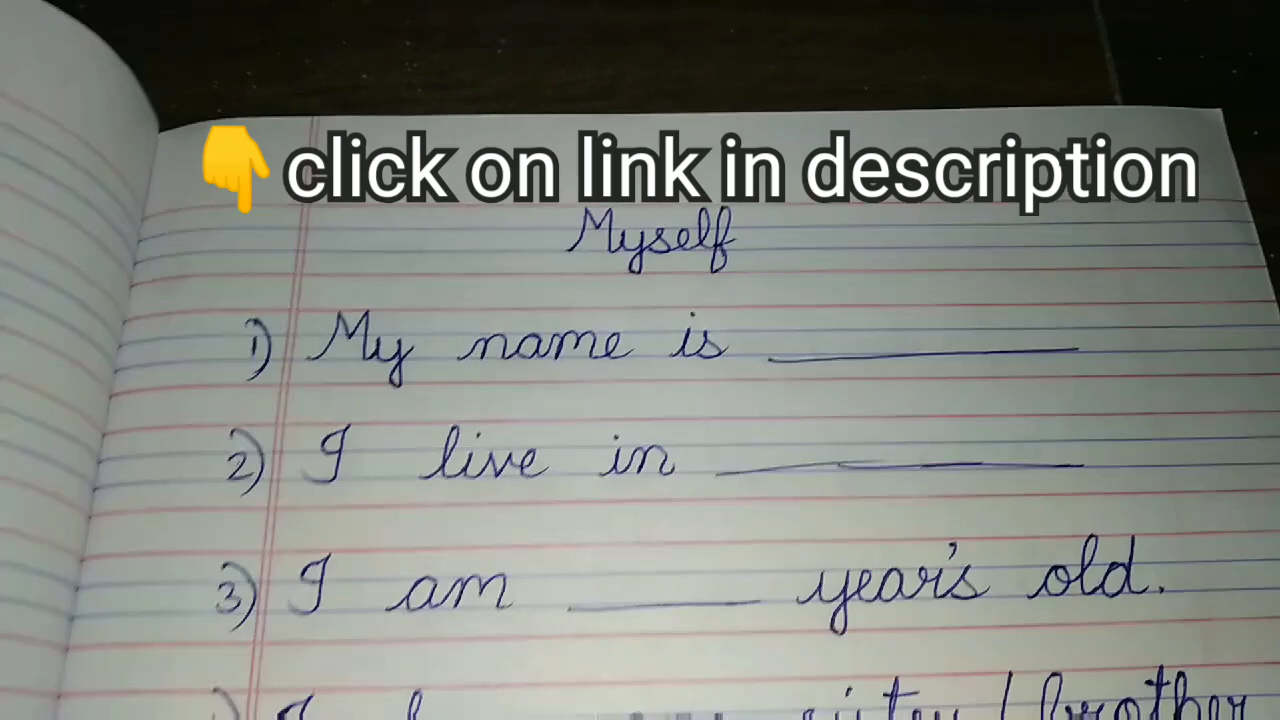 👇click on link in description
Myself
1) My name is ________
2) I live in ________
3) I am _____ year's old.
I / Brother